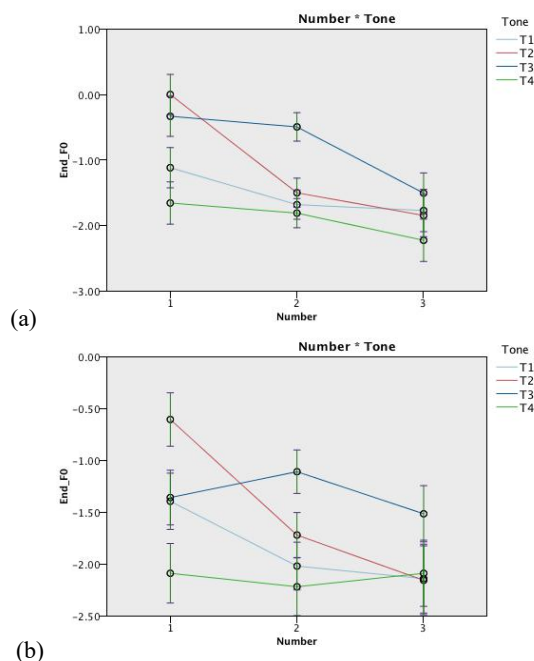 Number * Tone
Tone
T1
T2
T3
T4
1.00
0.00
-1.00
-2.00
-3.00
End_F0
1 2 3
Number
(a)
Number * Tone
Tone
T1
T2
T3
T4
0.00
-0.50
-1.00
-1.50
-2.00
-2.50
End_F0
1 2 3
Number
(b)